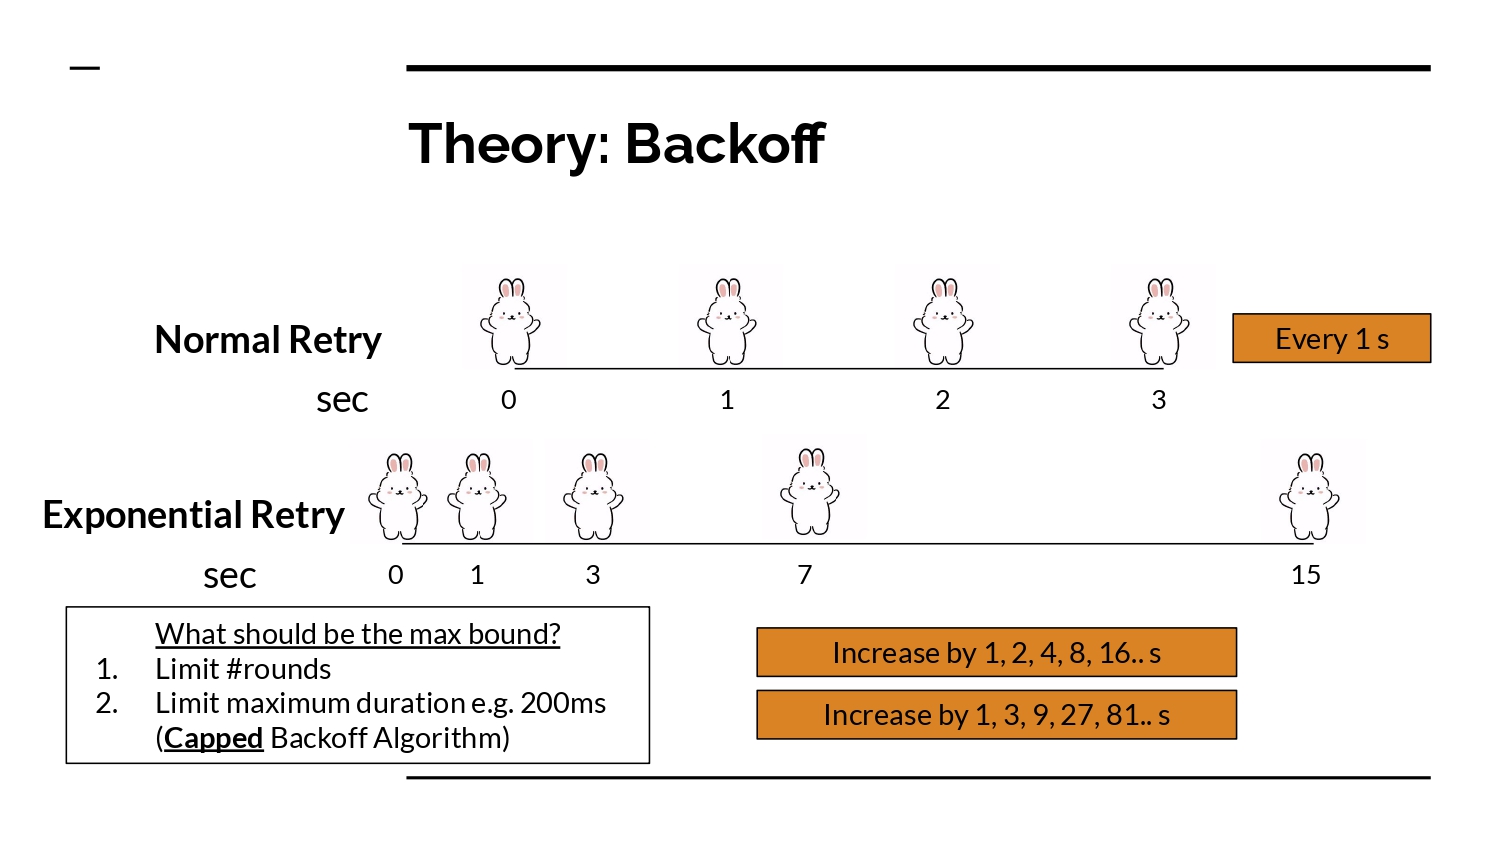 Theory: Backoff
Normal Retry
Every 1 s
sec
0
1
2
3
Exponential Retry
sec
0
1
3
7
15
What should be the max bound?
1. Limit #rounds
2. Limit maximum duration e.g. 200ms
(Capped Backoff Algorithm)
Increase by 1, 2, 4, 8, 16.. s
Increase by 1, 3, 9, 27, 81.. s